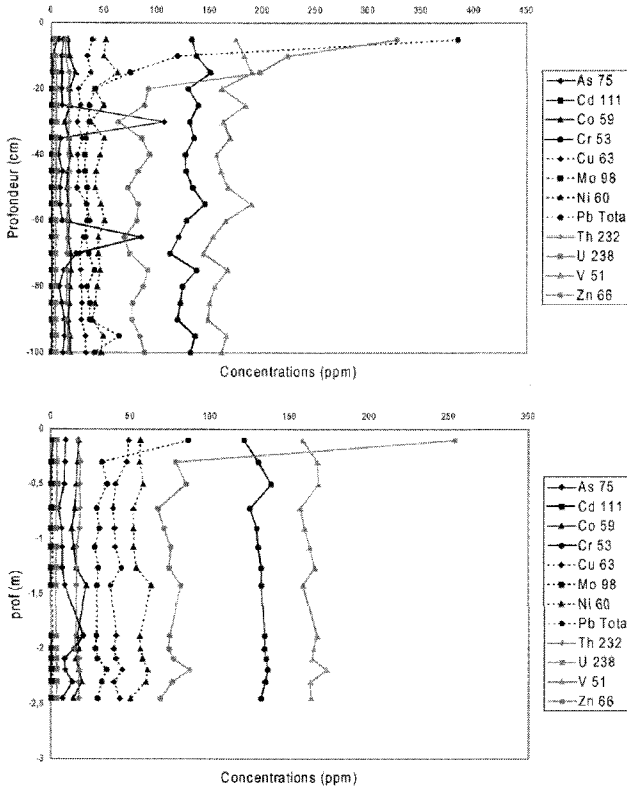 0 50 100 150 200 250 300 350 400 450
0
-20
-40
-60
-80
-100
Profondeur (cm)
Concentrations (ppm)
As 75
Cd 111
Co 59
Cr 53
Cu 63
Mo 98
Ni 60
Pb Tota
Th 232
U 238
V 51
Zn 66
0 50 100 150 200 250 300
0
-0,5
-1
-1,5
-2
-2,5
-3
prof (m)
Concentrations (ppm)
As 75
Cd 111
Co 59
Cr 53
Cu 63
Mo 98
Ni 60
Pb Tota
Th 232
U 238
V 51
Zn 66